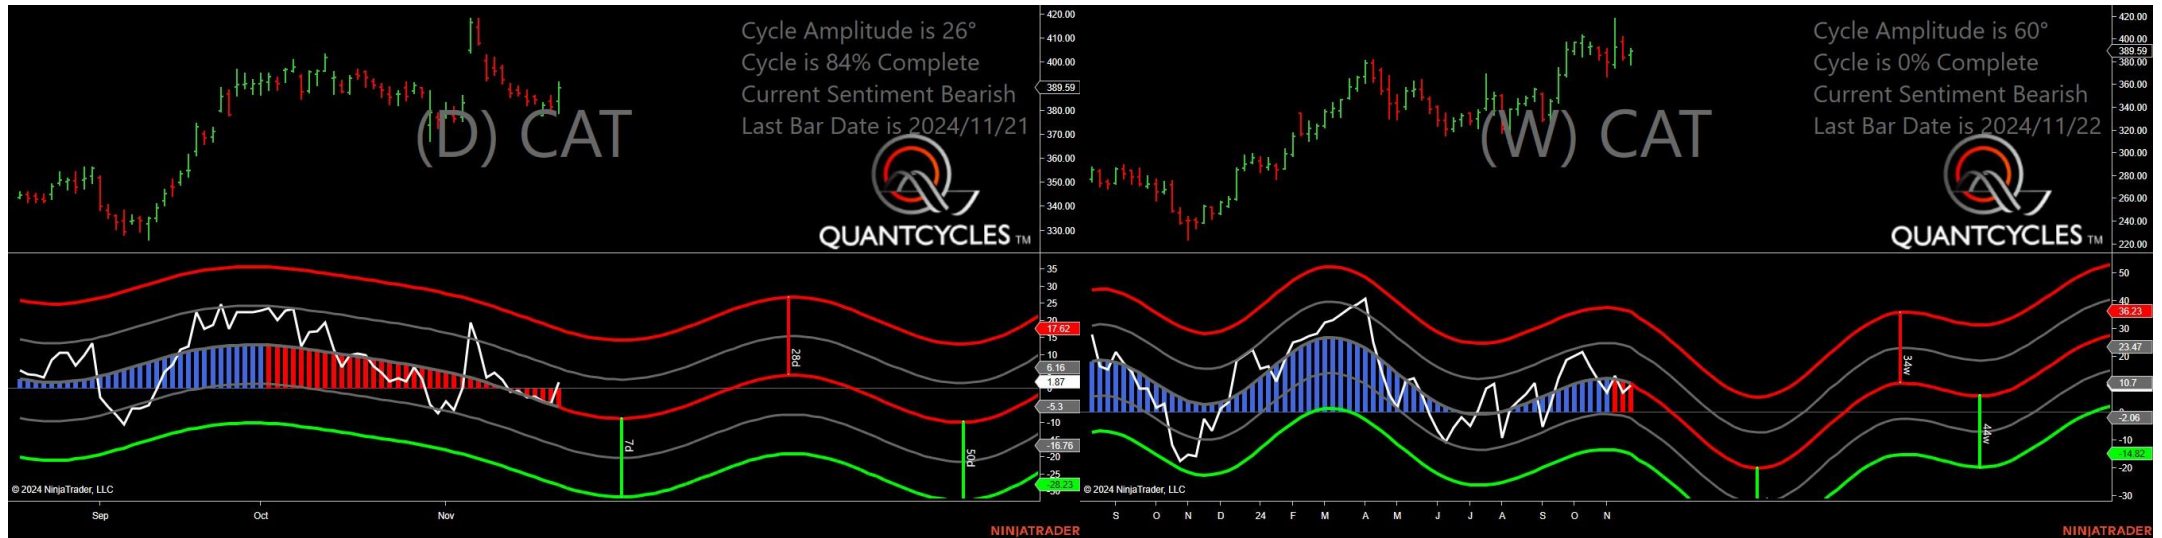 Cycle Amplitude is 26°
Cycle is 84% Complete
Current Sentiment Bearish
Last Bar Date is 2024/11/21
(D) CAT
QUANTCYCLES TM
420.00
410.00
400.00
389.59
380.00
370.00
360.00
350.00
340.00
330.00
35
30
25
20
17.62
15
10
6.16
1.87
-5.3
-10
-16.76
-20
-25
-28.23
28d
7d
50d
© 2024 NinjaTrader, LLC
Sep
Oct
Nov
NINJATRADER
Cycle Amplitude is 60°
Cycle is 0% Complete
Current Sentiment Bearish
Last Bar Date is 2024/11/22
(W) CAT
QUANTCYCLES TM
420.00
400.00
389.59
380.00
360.00
340.00
320.00
300.00
280.00
260.00
240.00
220.00
50
40
36.23
30
23.47
20
10.7
-2.06
-10
-14.82
-20
-30
34w
44w
© 2024 NinjaTrader, LLC
S O N D 24 F M A M J J A S O N
NINJATRADER